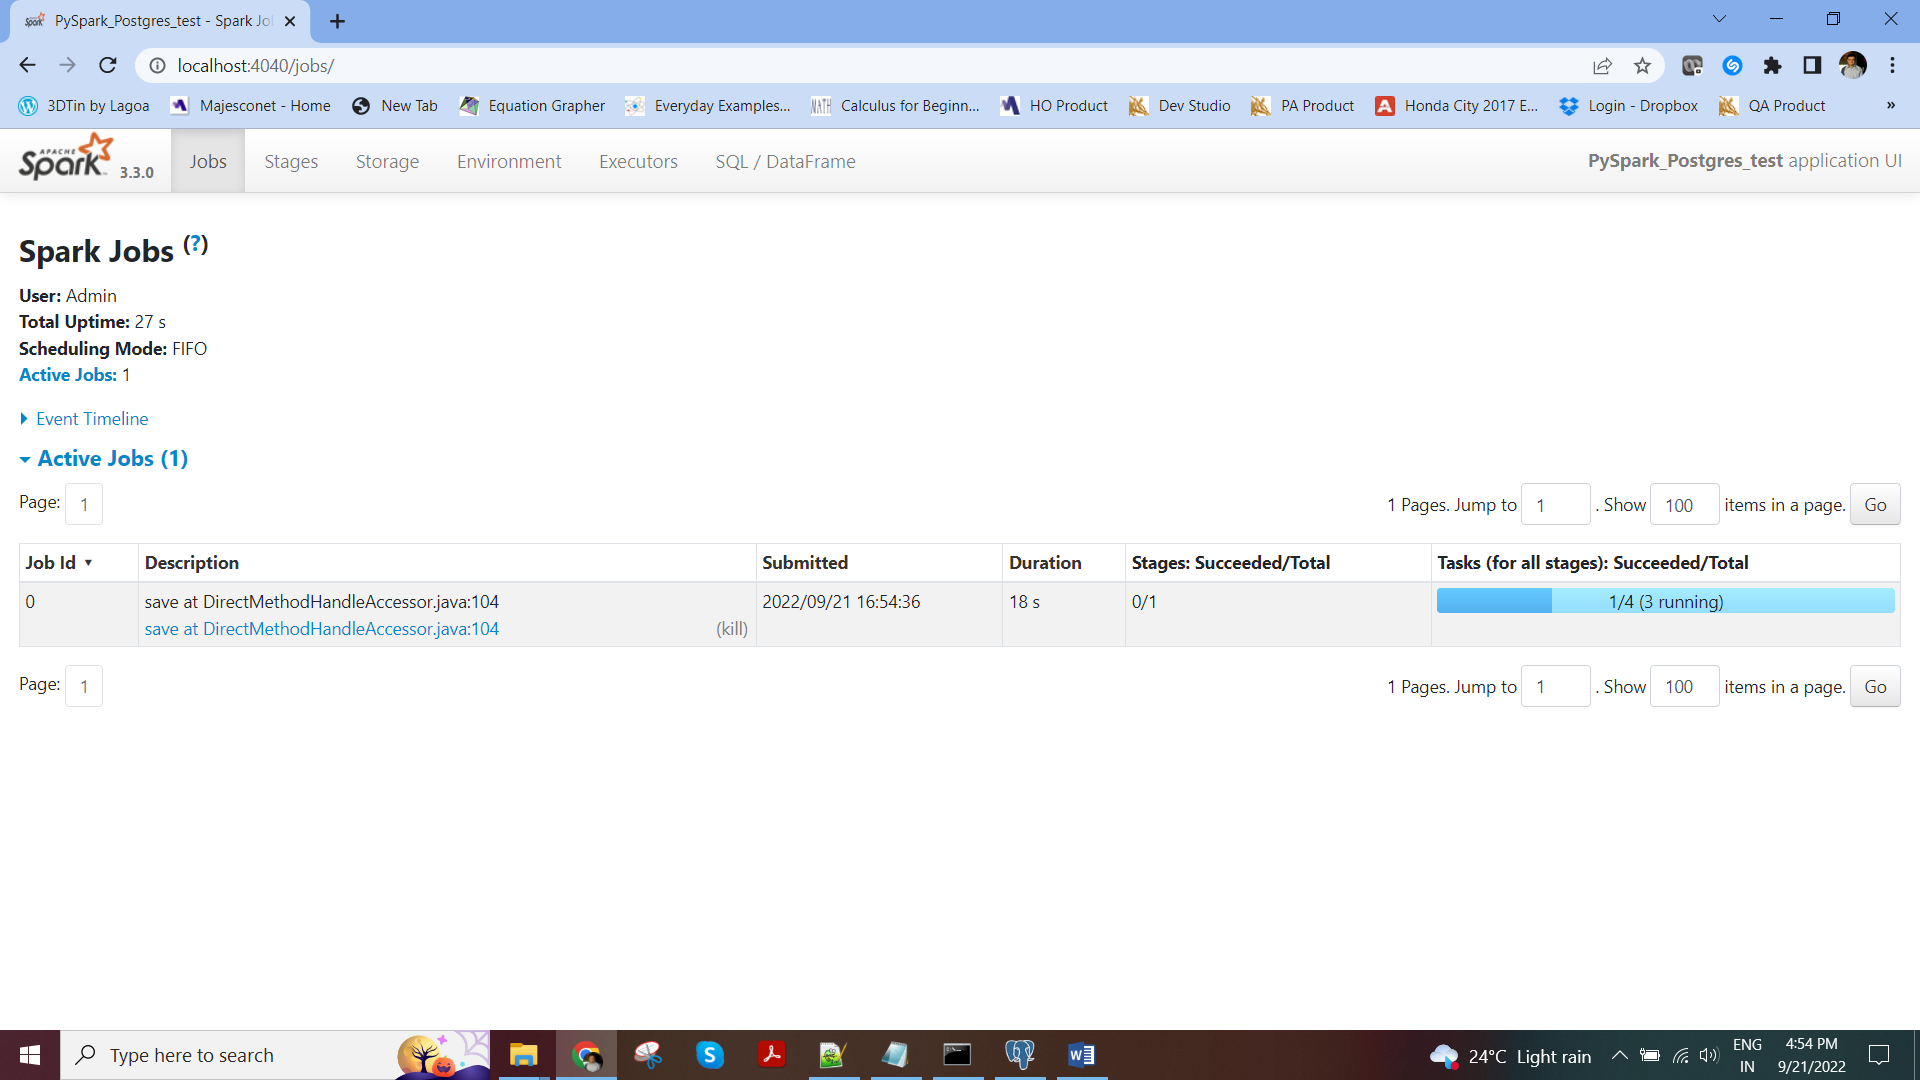 PySpark_Postgres_test - Spark Jo
localhost:4040/jobs/
3DTin by Lagoa
Majesconet - Home
New Tab
Equation Grapher
Everyday Examples...
MATH
Calculus for Beginn...
HO Product
Dev Studio
PA Product
Honda City 2017 E...
Login - Dropbox
QA Product
»
APACHE
Spark 3.3.0
Jobs
Stages
Storage
Environment
Executors
SQL / DataFrame
PySpark_Postgres_test application UI
Spark Jobs (?)
User: Admin
Total Uptime: 27 s
Scheduling Mode: FIFO
Active Jobs: 1
Event Timeline
Active Jobs (1)
Page: 1
1 Pages. Jump to 1 . Show 100 items in a page. Go
Job Id ▾ Description Submitted Duration Stages: Succeeded/Total Tasks (for all stages): Succeeded/Total
0 save at DirectMethodHandleAccessor.java:104 2022/09/21 16:54:36 18 s 0/1 1/4 (3 running)
save at DirectMethodHandleAccessor.java:104 (kill)
Page: 1
1 Pages. Jump to 1 . Show 100 items in a page. Go
Type here to search
24°C Light rain
ENG
IN
4:54 PM
9/21/2022